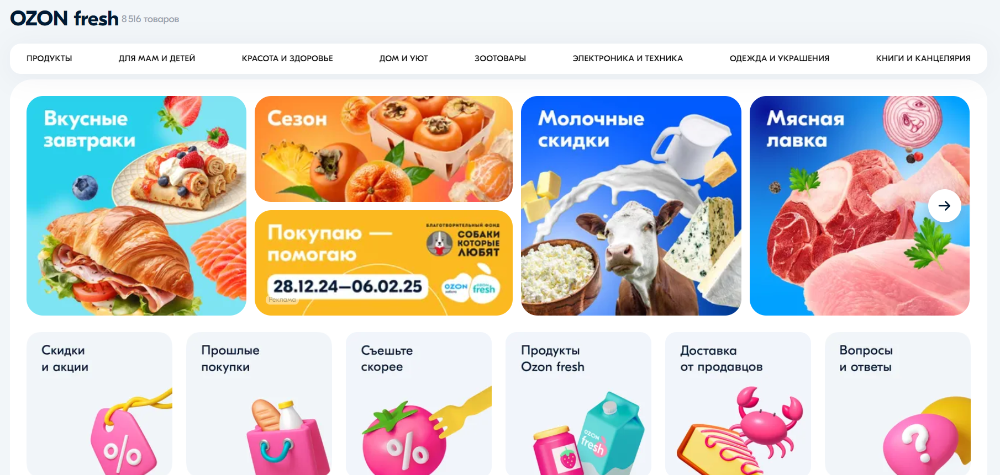 OZON fresh 8 516 товаров
ПРОДУКТЫ ДЛЯ МАМ И ДЕТЕЙ КРАСОТА И ЗДОРОВЬЕ ДОМ И УЮТ ЗООТОВАРЫ ЭЛЕКТРОНИКА И ТЕХНИКА ОДЕЖДА И УКРАШЕНИЯ КНИГИ И КАНЦЕЛЯРИЯ
Вкусные
завтраки
Сезон
Покупаю —
помогаю
БЛАГОТВОРИТЕЛЬНЫЙ ФОНД
СОБАКИ
КОТОРЫЕ
ЛЮБЯТ
28.12.24—06.02.25
OZON
забота
OZON
fresh
Реклама
Молочные
скидки
Мясная
лавка
Скидки
и акции
%
Прошлые
покупки
Съешьте
скорее
%
Продукты
Ozon fresh
OZON
fresh
Доставка
от продавцов
Вопросы
и ответы
?